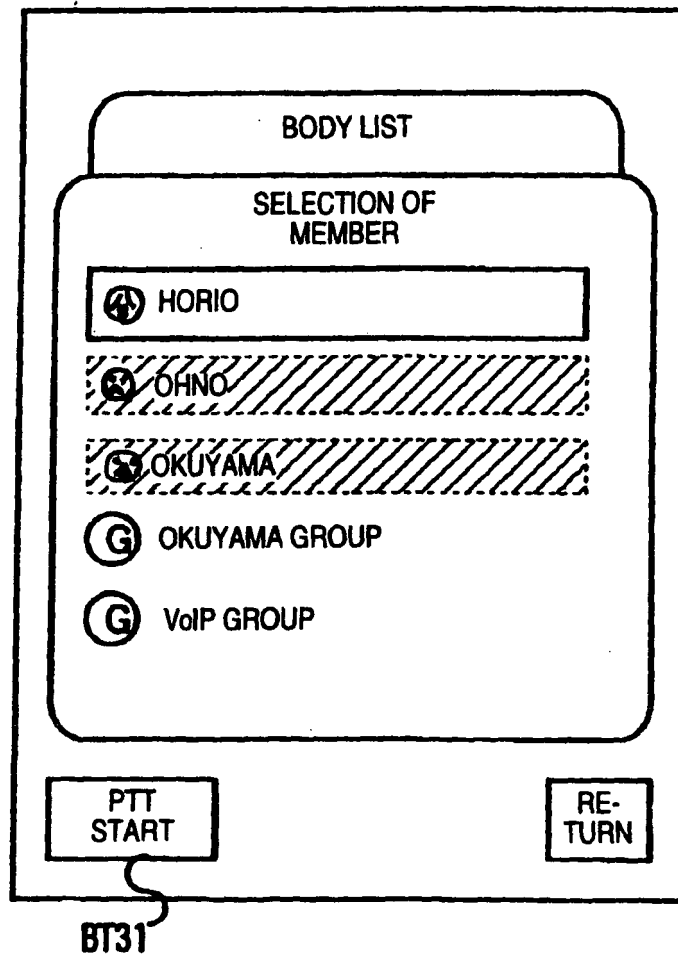 BODY LIST
SELECTION OF
MEMBER
HORIO
OHNO
OKUYAMA
G OKUYAMA GROUP
G VoIP GROUP
PTT
START
RE-
TURN
BT31